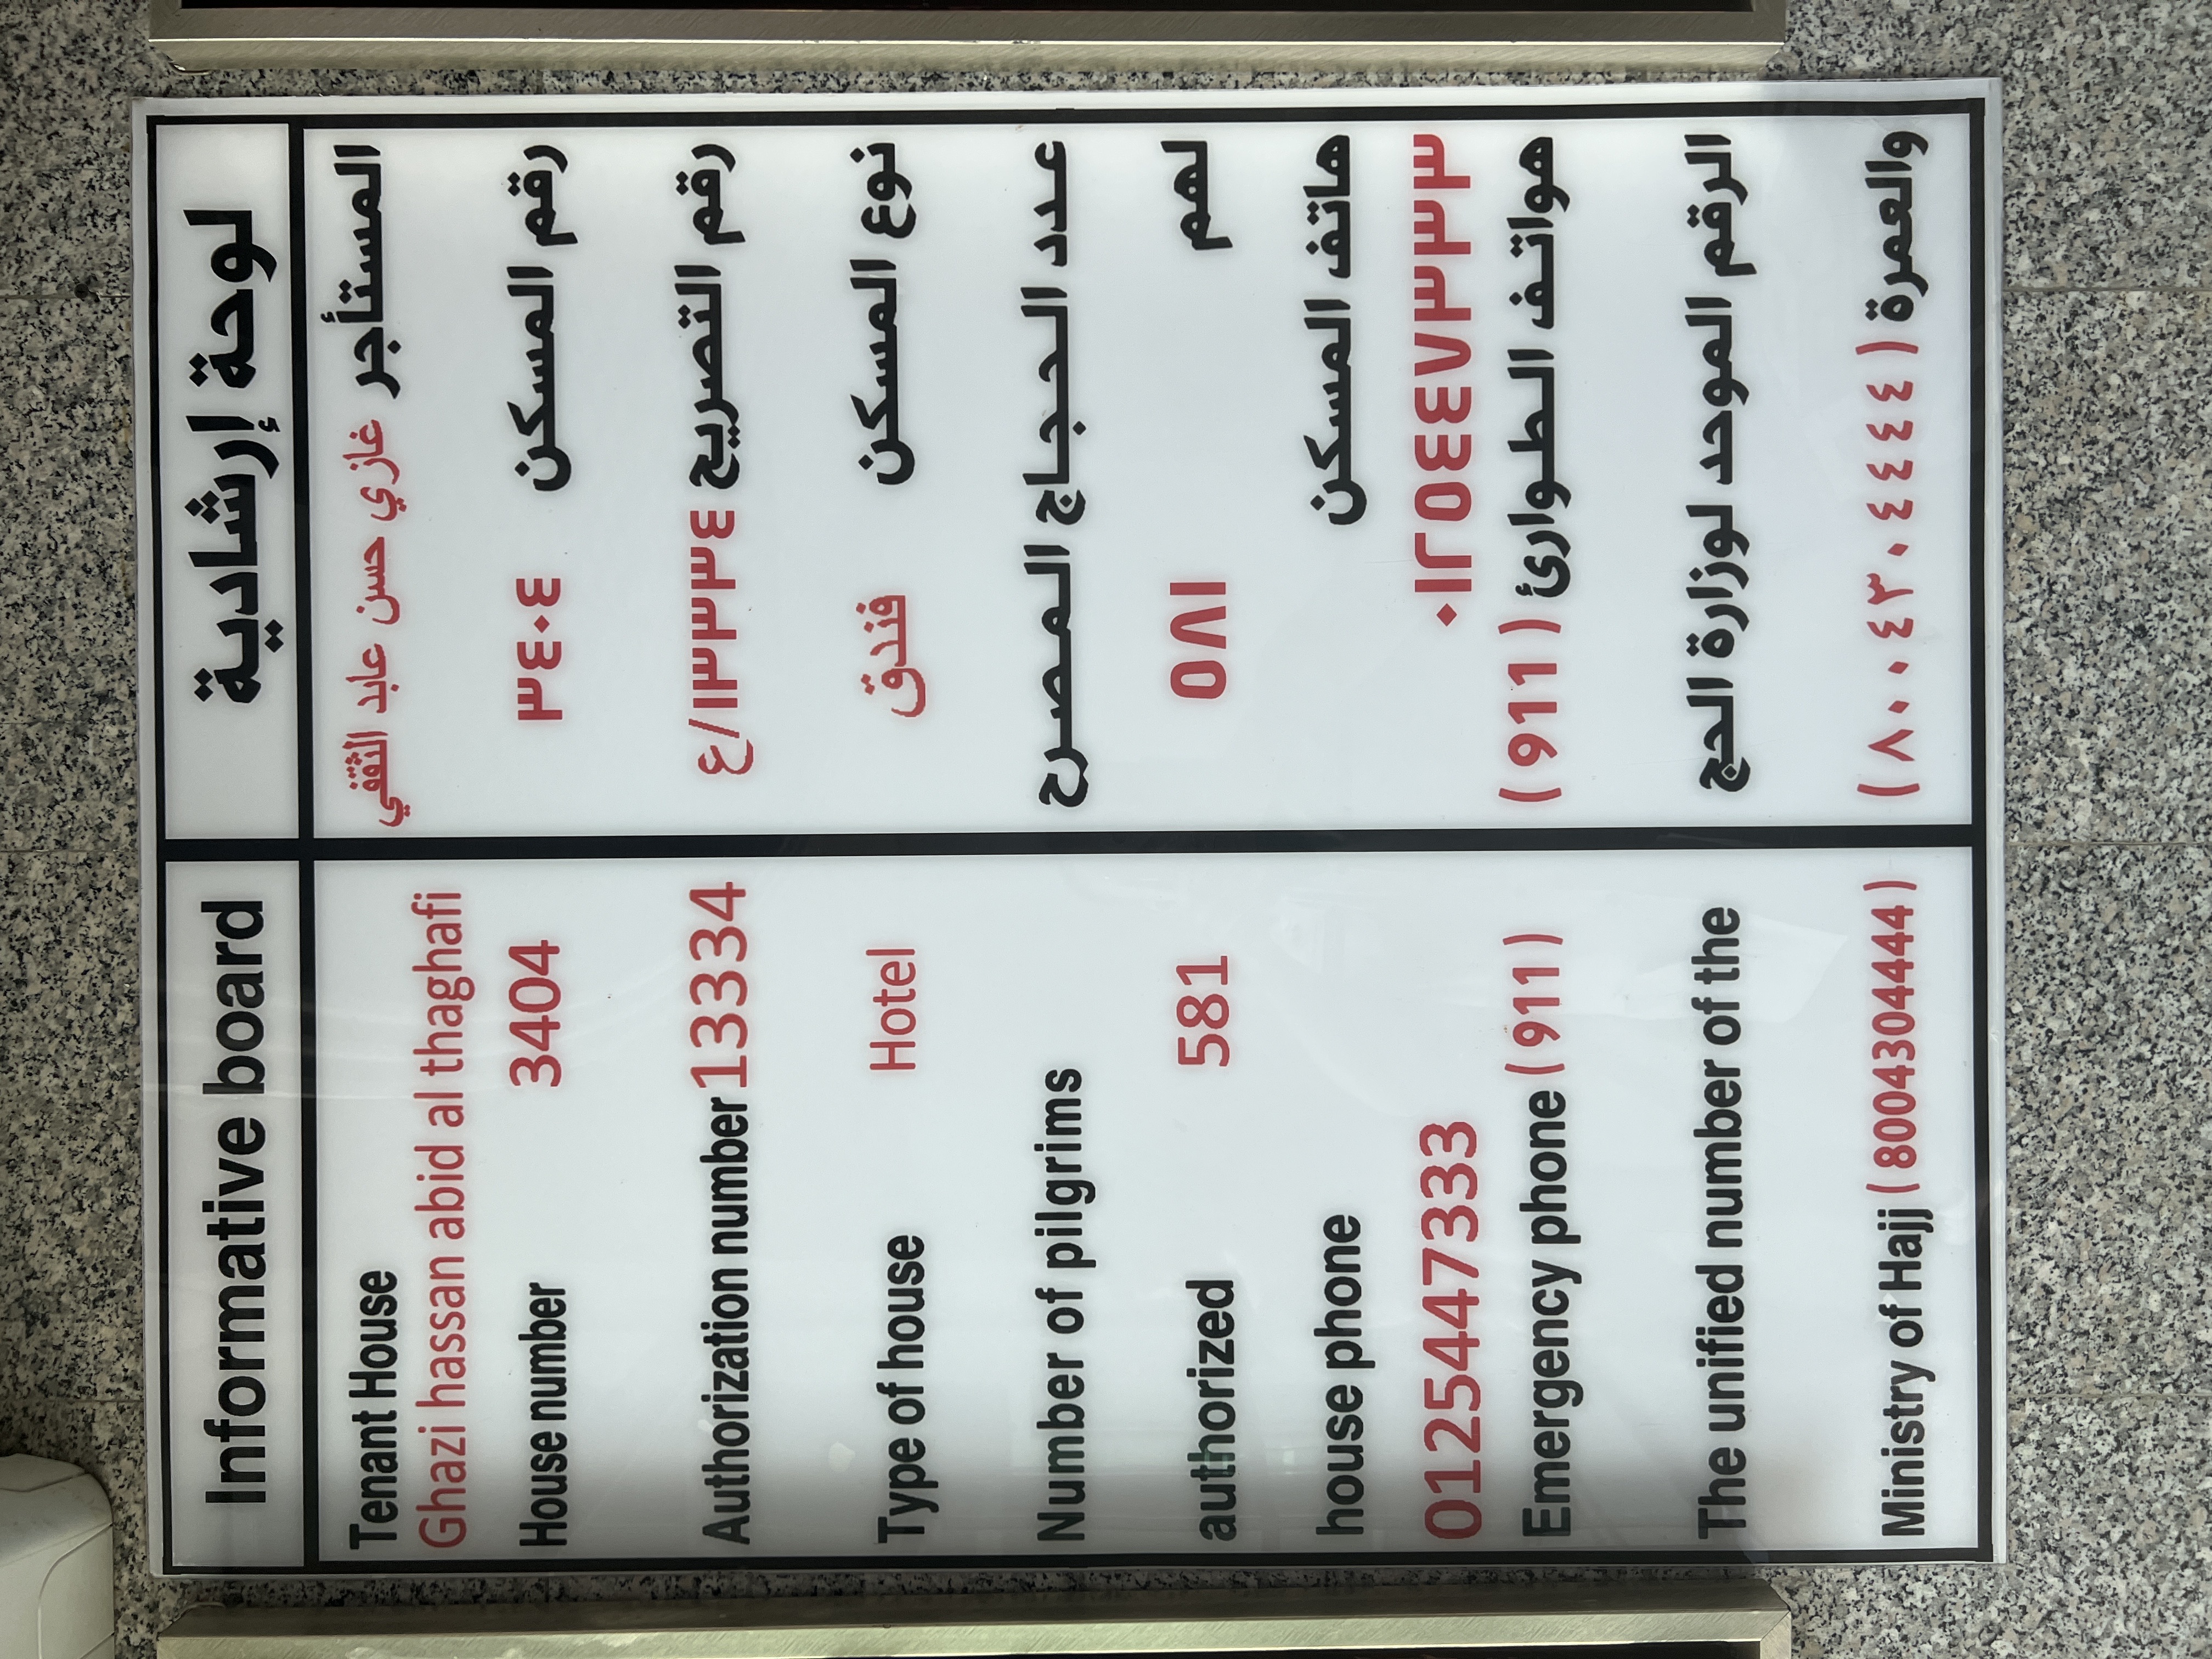 Informative board
Tenant House
Ghazi hassan abid al thaghafi
House number 3404
Authorization number 13334
Type of house Hotel
Number of pilgrims
authorized 581
house phone
0125447333
Emergency phone ( 911 )
The unified number of the
Ministry of Hajj ( 8004304444 )
لوحة إرشادية
المستأجر غازي حسن عابد الثقفي
رقم المسكن ٣٤٠٤
رقم التصريح ١٣٣٣٤/ع
نوع المسكن فندق
عدد الحجاج المصرح
لهم ٥٨١
هاتف المسكن
٠١٢٥٤٤٧٣٣٣
هواتف الطوارئ ( 911 )
الرقم الموحد لوزارة الحج
والعمرة ( ٨٠٠٤٣٠٤٤٤٤ )